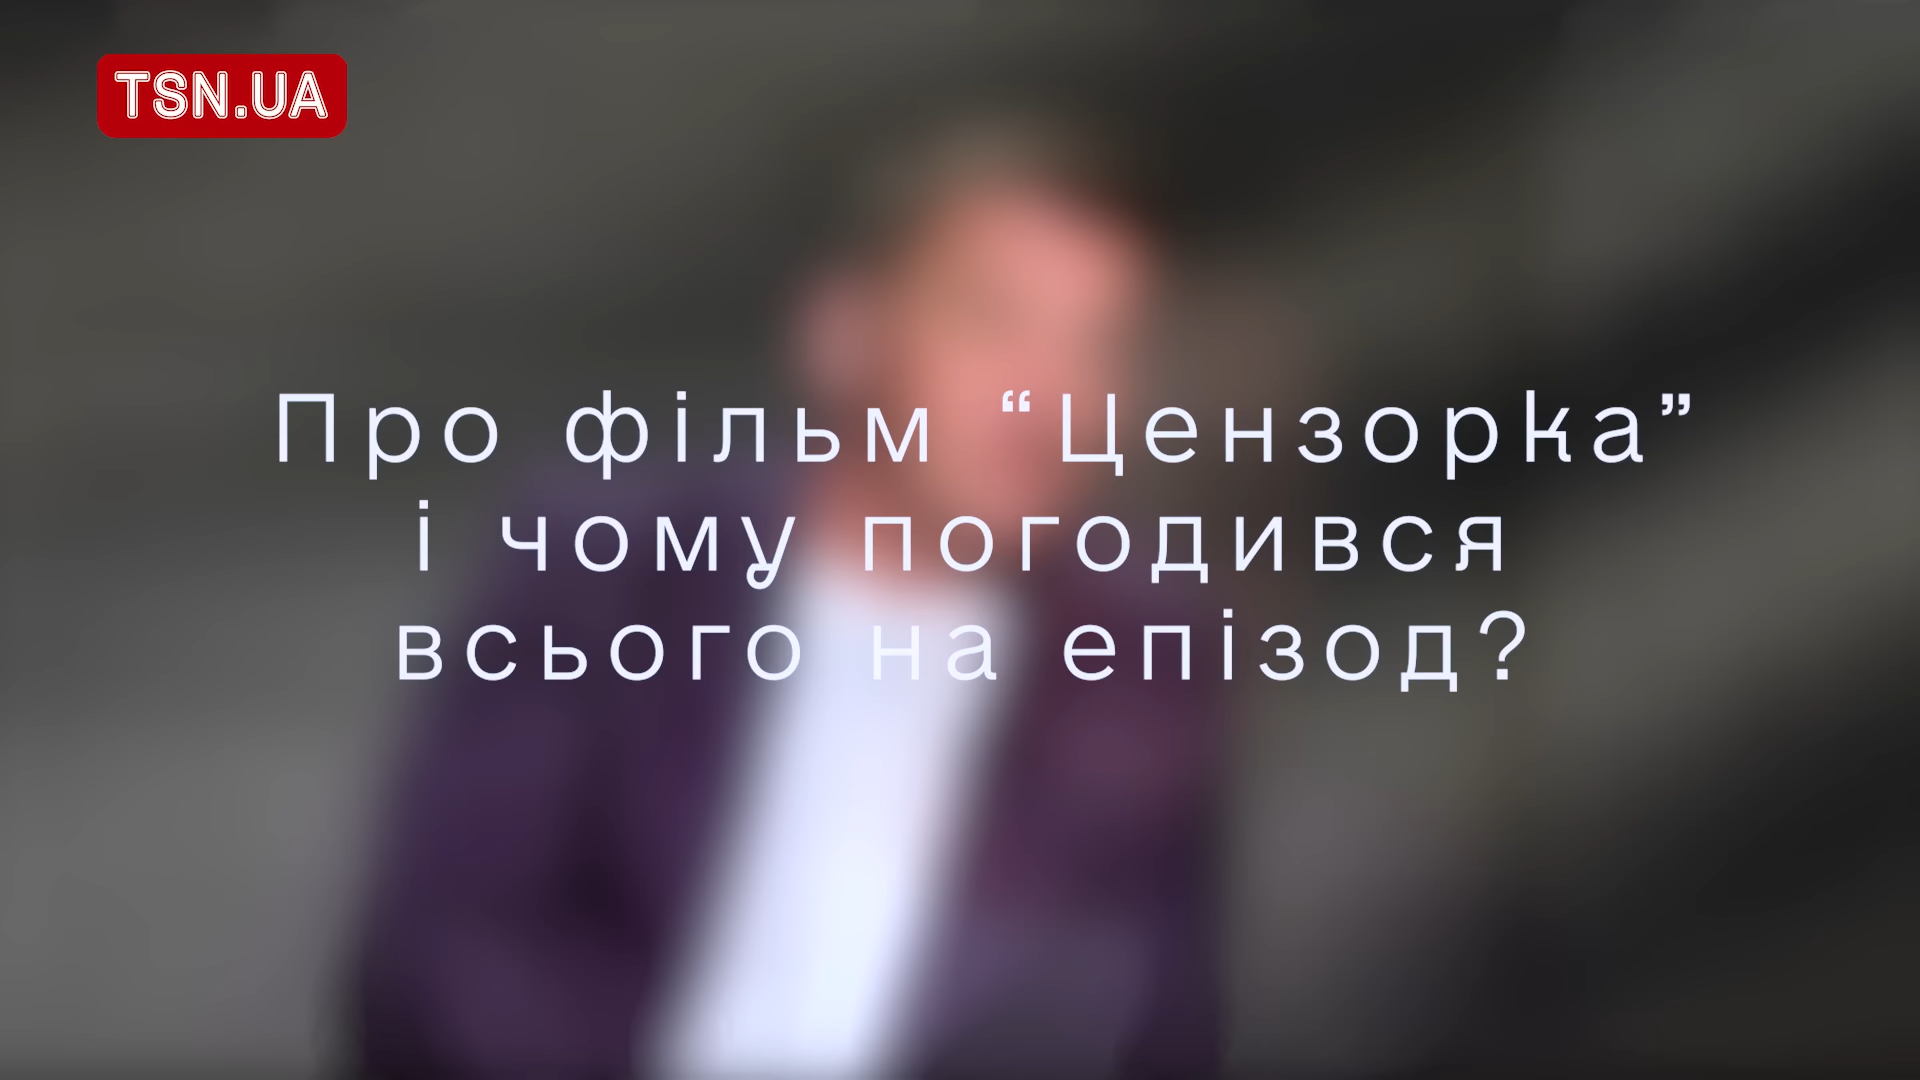 TSN.UA
Про фільм “Цензорка”
і чому погодився
всього на епізод?